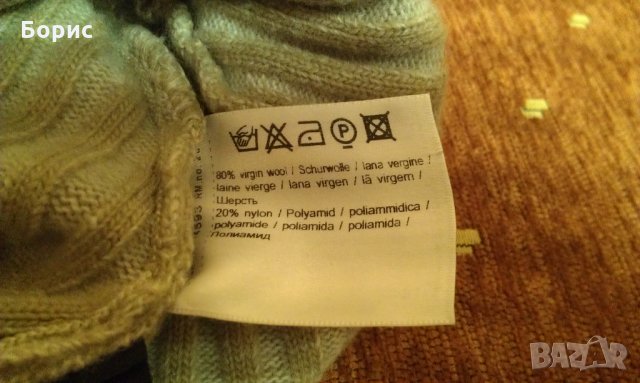 Борис
P
80% virgin wool / Schurwolle / lana vergine /
laine vierge / lana virgen / lã virgem /
Шерсть
20% nylon / Polyamid / poliammidica /
polyamide / poliamida / poliamida /
Полиамид
BAZAR